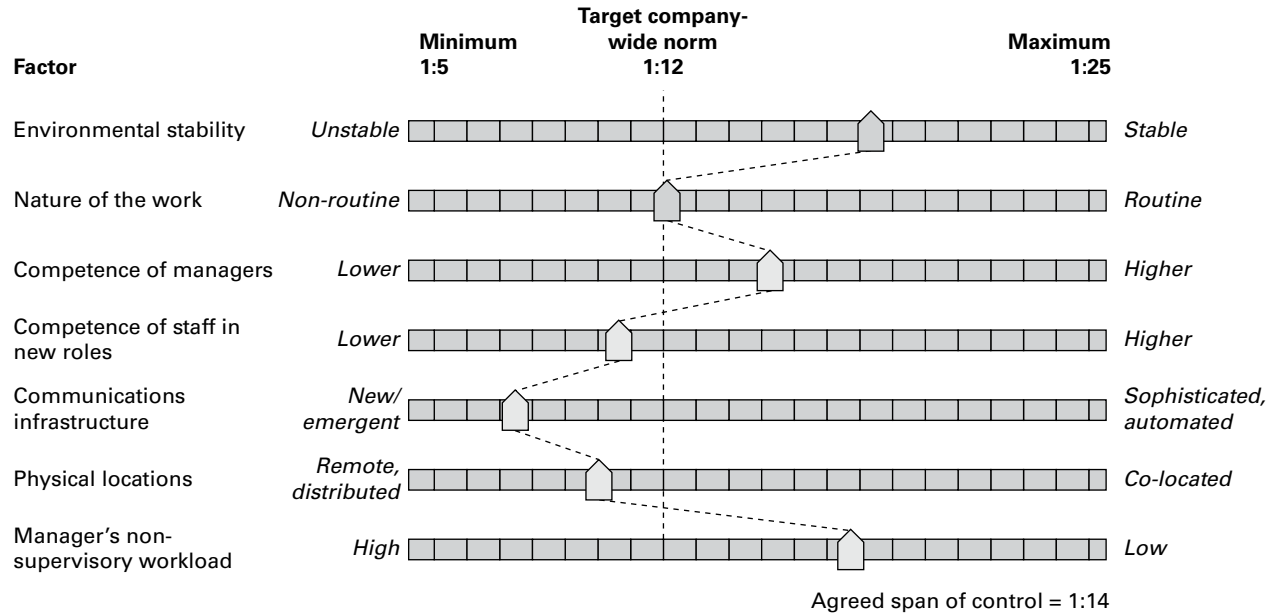 Target company-
Minimum wide norm Maximum
Factor 1:5 1:12 1:25
Environmental stability Unstable Stable
Nature of the work Non-routine Routine
Competence of managers Lower Higher
Competence of staff in
new roles Lower Higher
Communications New/ Sophisticated,
infrastructure emergent automated
Physical locations Remote, Co-located
distributed
Manager’s non-
supervisory workload High Low
Agreed span of control = 1:14